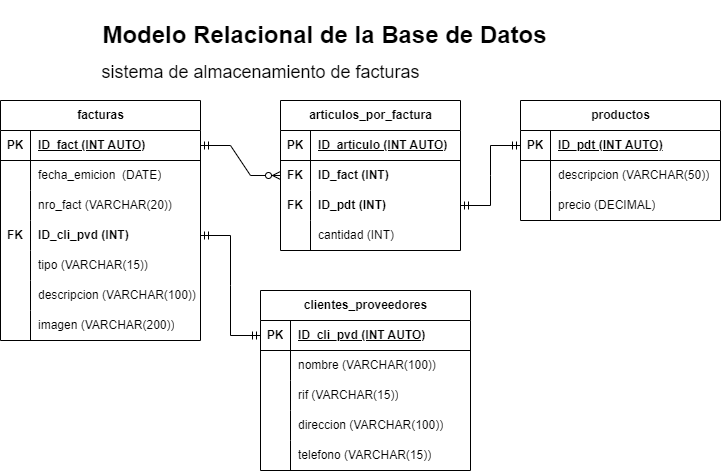 Modelo Relacional de la Base de Datos
sistema de almacenamiento de facturas
facturas
PK ID_fact (INT AUTO)
fecha_emicion (DATE)
nro_fact (VARCHAR(20))
FK ID_cli_pvd (INT)
tipo (VARCHAR(15))
descripcion (VARCHAR(100))
imagen (VARCHAR(200))
articulos_por_factura
PK ID_articulo (INT AUTO)
FK ID_fact (INT)
FK ID_pdt (INT)
cantidad (INT)
productos
PK ID_pdt (INT AUTO)
descripcion (VARCHAR(50))
precio (DECIMAL)
clientes_proveedores
PK ID_cli_pvd (INT AUTO)
nombre (VARCHAR(100))
rif (VARCHAR(15))
direccion (VARCHAR(100))
telefono (VARCHAR(15))